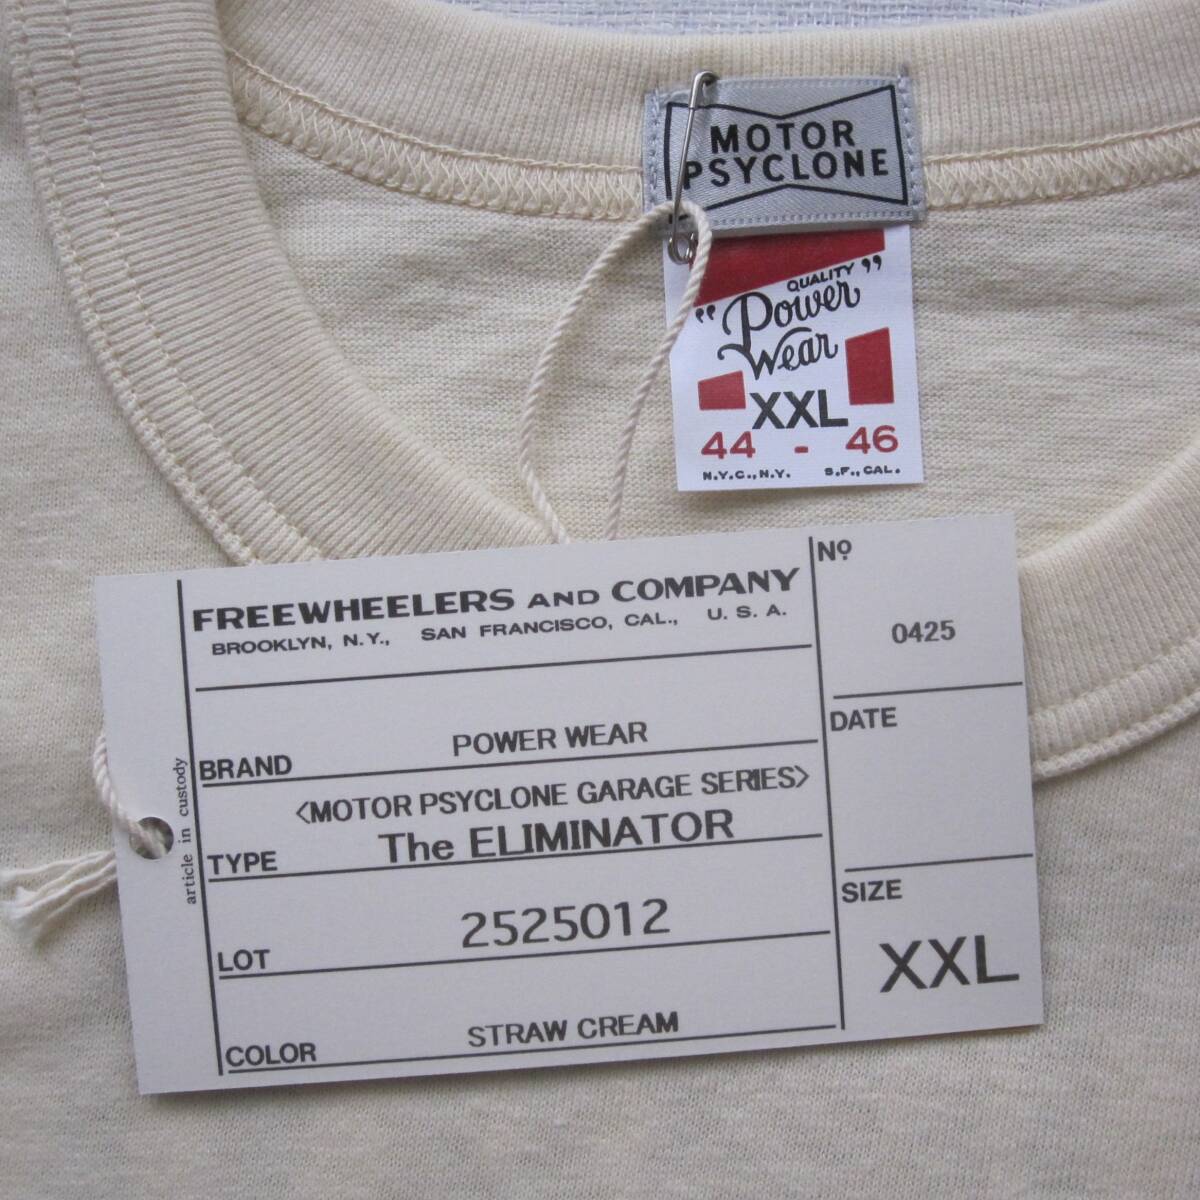 MOTOR
PSYCLONE
QUALITY
"Power
Wear"
XXL
44 - 46
N.Y.C.,N.Y. S.F.,CAL.
FREEWHEELERS AND COMPANY
BROOKLYN, N.Y., SAN FRANCISCO, CAL., U. S. A.
BRAND POWER WEAR
<MOTOR PSYCLONE GARAGE SERIES>
TYPE The ELIMINATOR
LOT 2525012
COLOR STRAW CREAM
article in custody
Nº
0425
DATE
SIZE
XXL